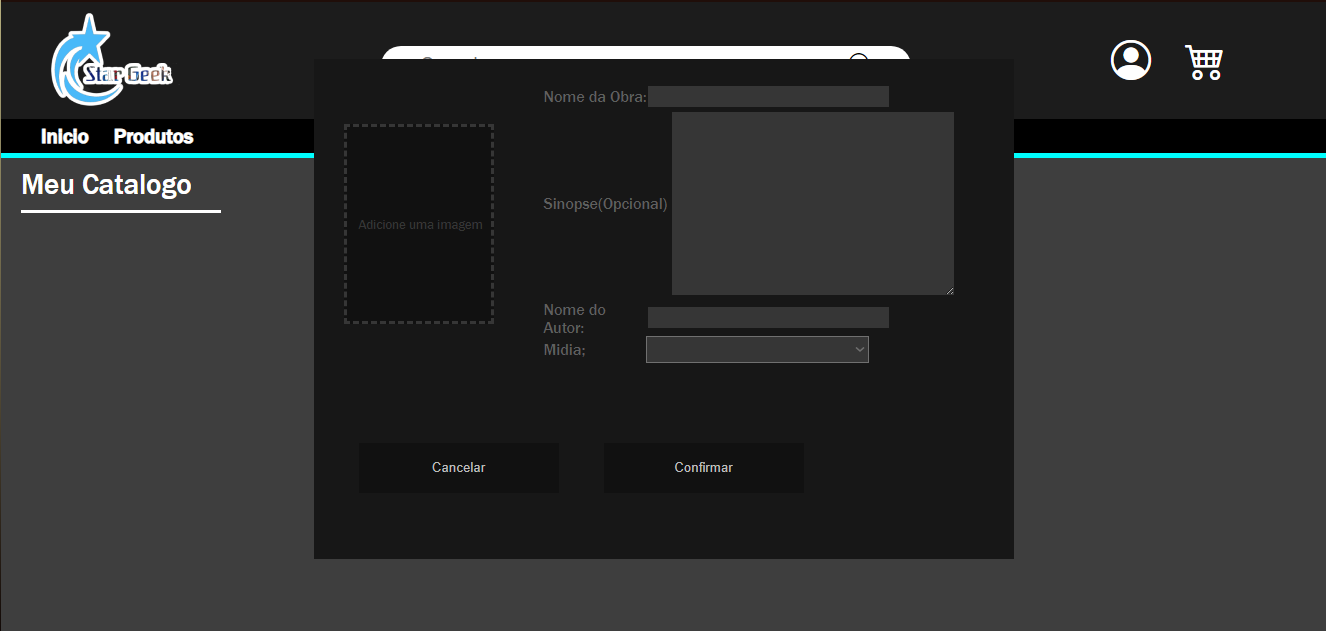 Star Geek
Inicio Produtos
Meu Catalogo
Nome da Obra:
Adicione uma imagem
Sinopse(Opcional)
Nome do
Autor:
Midia;
Cancelar
Confirmar